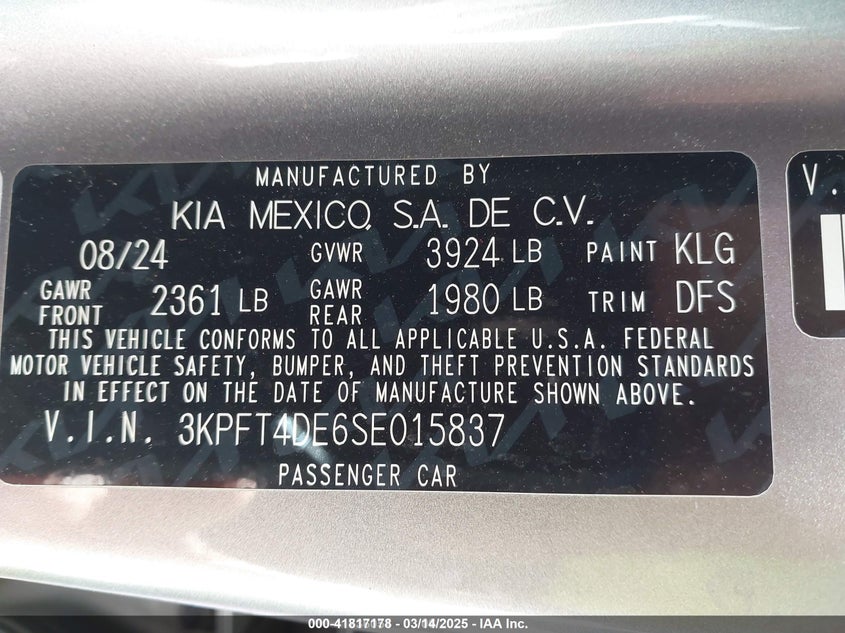 MANUFACTURED BY
KIA MEXICO, S.A. DE C.V.
08/24 GVWR 3924 LB PAINT KLG
GAWR FRONT 2361 LB GAWR REAR 1980 LB TRIM DFS
THIS VEHICLE CONFORMS TO ALL APPLICABLE U.S.A. FEDERAL
MOTOR VEHICLE SAFETY, BUMPER, AND THEFT PREVENTION STANDARDS
IN EFFECT ON THE DATE OF MANUFACTURE SHOWN ABOVE.
V.I.N. 3KPFT4DE6SE015837
PASSENGER CAR
V.
000-41817178 - 03/14/2025 - IAA Inc.